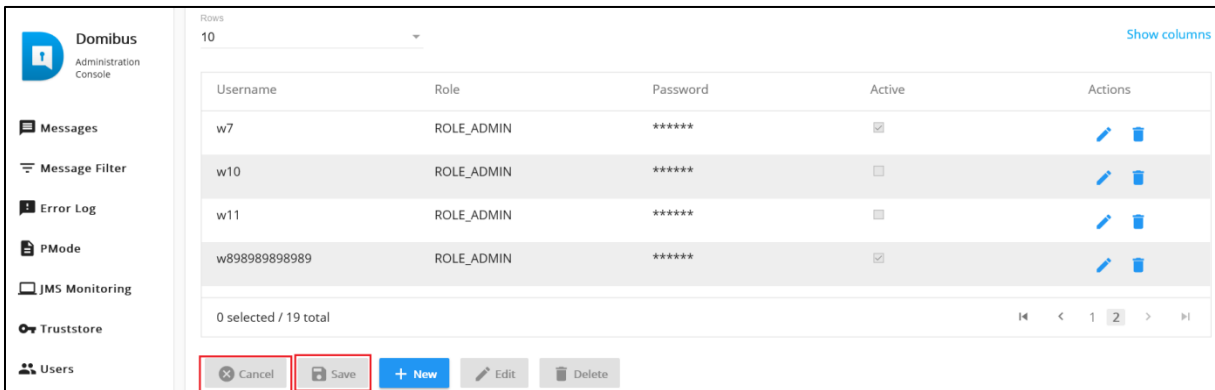 Domibus
Administration
Console
Messages
Message Filter
Error Log
PMode
JMS Monitoring
Truststore
Users
Rows
10
Show columns
Username Role Password Active Actions
w7 ROLE_ADMIN ******
w10 ROLE_ADMIN ******
w11 ROLE_ADMIN ******
w898989898989 ROLE_ADMIN ******
0 selected / 19 total 1 2
Cancel Save + New Edit Delete